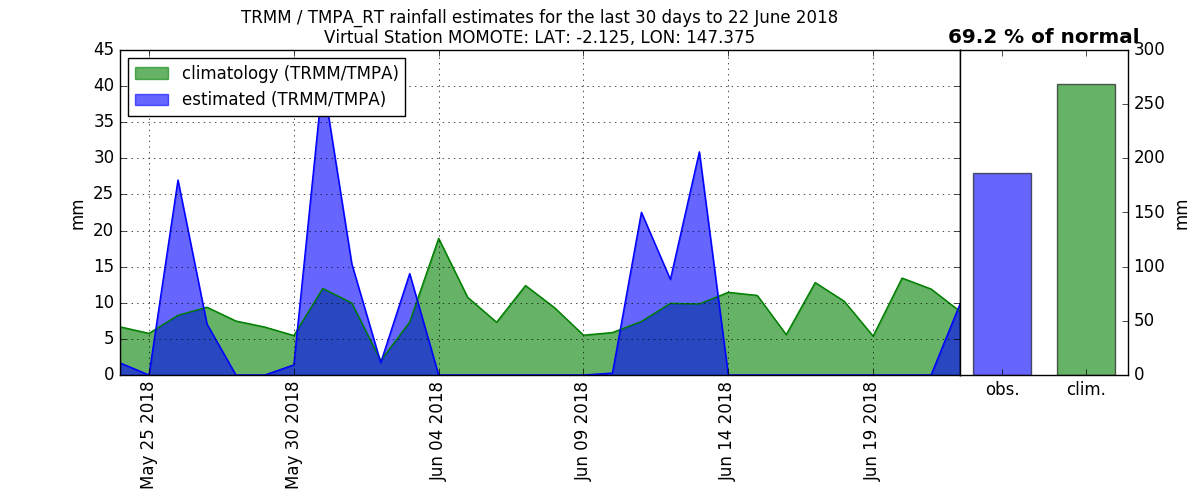 TRMM / TMPA_RT rainfall estimates for the last 30 days to 22 June 2018
Virtual Station MOMOTE: LAT: -2.125, LON: 147.375
69.2 % of normal
climatology (TRMM/TMPA)
estimated (TRMM/TMPA)
45
40
35
30
25
20
15
10
5
0
mm
May 25 2018
May 30 2018
Jun 04 2018
Jun 09 2018
Jun 14 2018
Jun 19 2018
300
250
200
150
100
50
0
mm
obs.
clim.